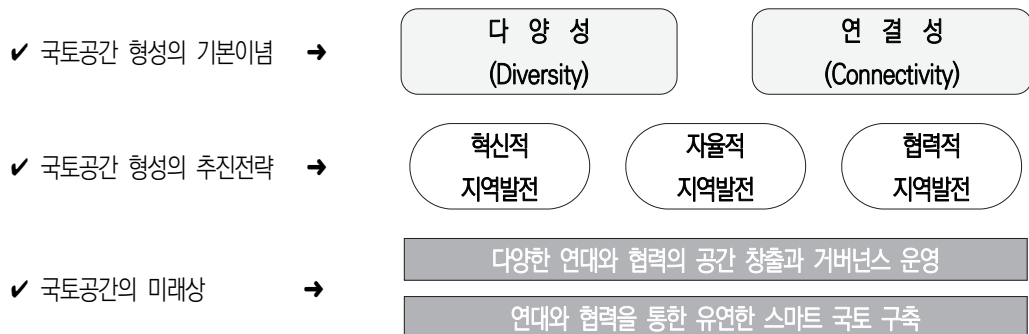 ✔ 국토공간 형성의 기본이념 ➜
다 양 성
(Diversity)
연 결 성
(Connectivity)
✔ 국토공간 형성의 추진전략 ➜
혁신적
지역발전
자율적
지역발전
협력적
지역발전
✔ 국토공간의 미래상 ➜
다양한 연대와 협력의 공간 창출과 거버넌스 운영
연대와 협력을 통한 유연한 스마트 국토 구축